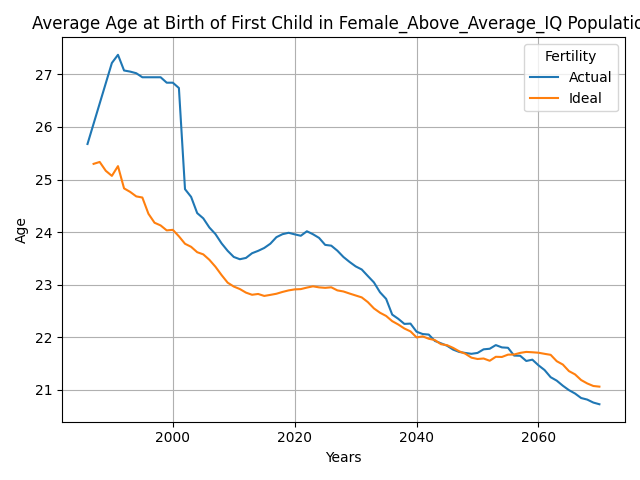 Average Age at Birth of First Child in Female_Above_Average_IQ
Fertility
Actual
Ideal
27
26
25
24
23
22
21
Age
2000
2020
2040
2060
Years